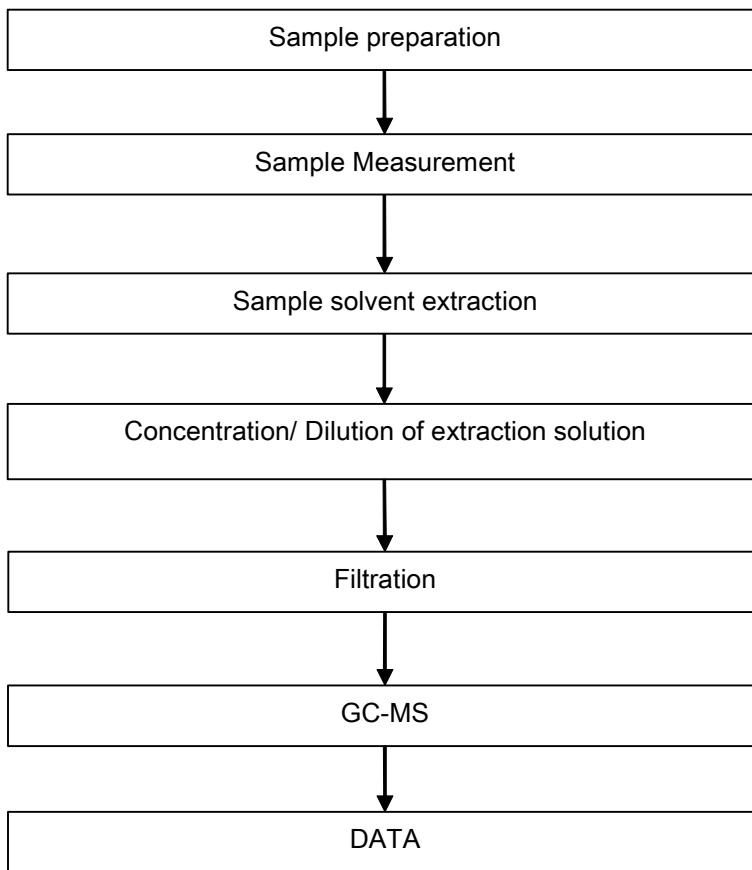 Sample preparation
Sample Measurement
Sample solvent extraction
Concentration/ Dilution of extraction solution
Filtration
GC-MS
DATA